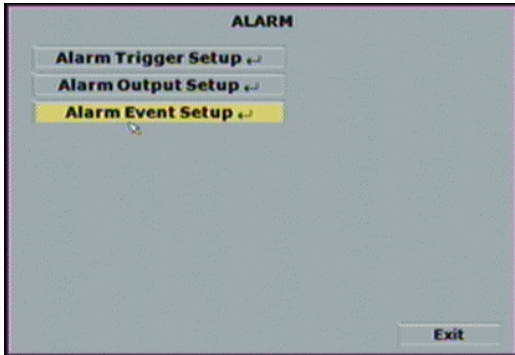 ALARM
Alarm Trigger Setup ↵
Alarm Output Setup ↵
Alarm Event Setup ↵
Exit